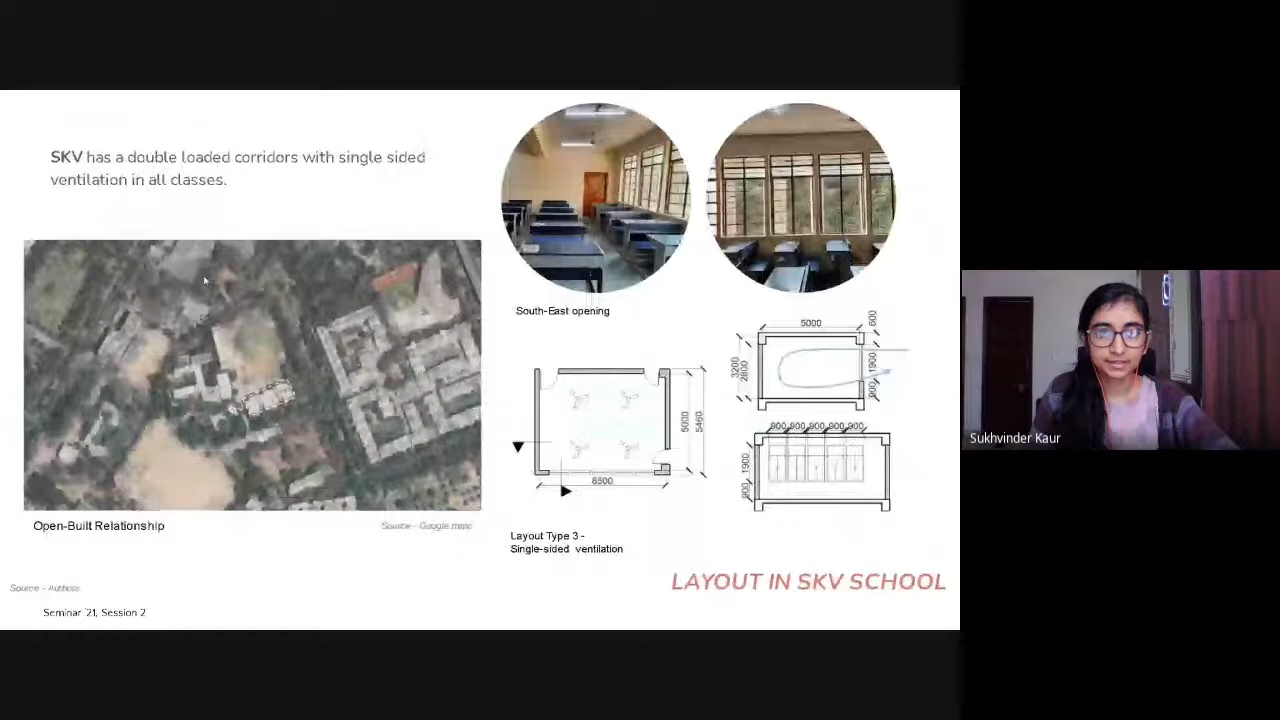 SKV has a double loaded corridors with single sided
ventilation in all classes.
South-East opening
5000
600
3200
2800
1900
900
5000
5460
6500
900 900 900 900 900
1900
900
Open-Built Relationship
Source - Google maps
Layout Type 3 -
Single-sided ventilation
LAYOUT IN SKV SCHOOL
Source - Authors
Seminar '21, Session 2
Sukhvinder Kaur